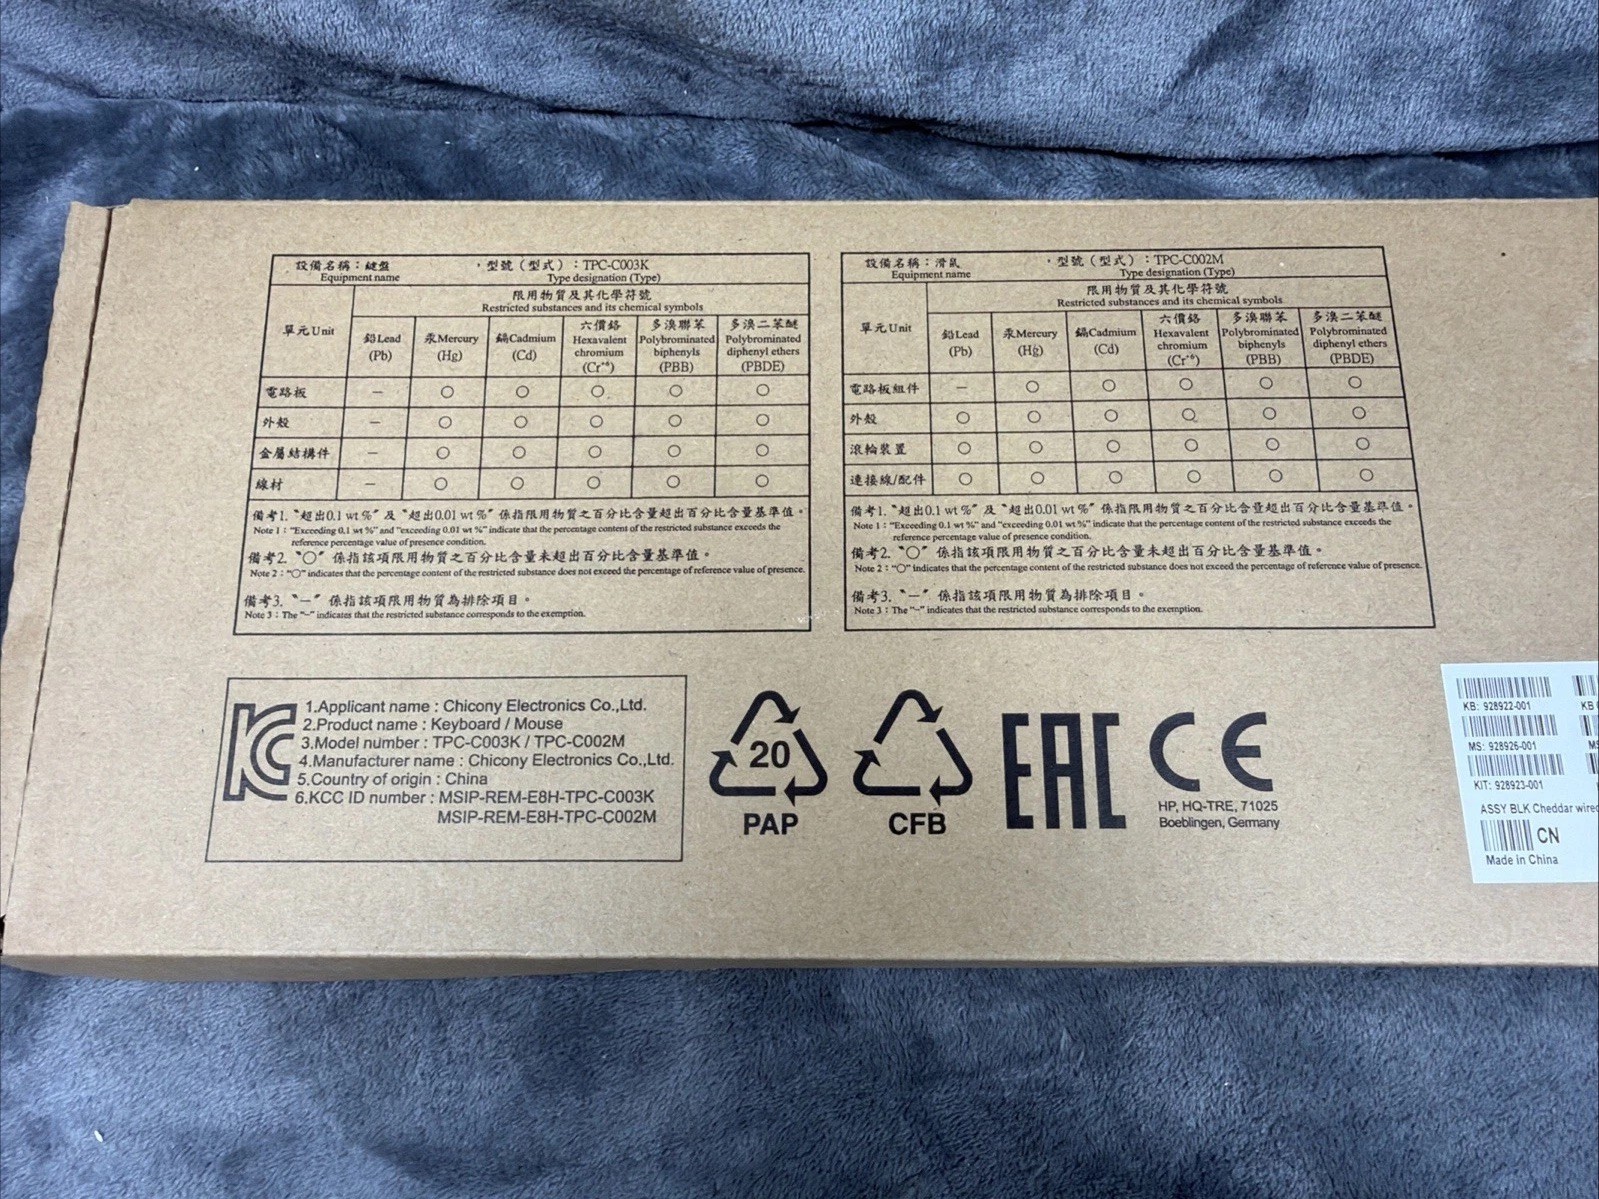 設備名稱：鍵盤 ，型號（型式）：TPC-C003K
Equipment name Type designation (Type)
單元Unit
限用物質及其化學符號
Restricted substances and its chemical symbols
鉛Lead
(Pb)
汞Mercury
(Hg)
鎘Cadmium
(Cd)
六價鉻
Hexavalent
chromium
(Cr⁺⁶)
多溴聯苯
Polybrominated
biphenyls
(PBB)
多溴二苯醚
Polybrominated
diphenyl ethers
(PBDE)
電路板 － ○ ○ ○ ○ ○
外殼 － ○ ○ ○ ○ ○
金屬結構件 － ○ ○ ○ ○ ○
線材 － ○ ○ ○ ○ ○
備考1. 〝超出0.1 wt %〞 及 〝超出0.01 wt %〞 係指限用物質之百分比含量超出百分比含量基準值。
Note 1：“Exceeding 0.1 wt %” and “exceeding 0.01 wt %” indicate that the percentage content of the restricted substance exceeds the
reference percentage value of presence condition.
備考2. 〝○〞 係指該項限用物質之百分比含量未超出百分比含量基準值。
Note 2：“○” indicates that the percentage content of the restricted substance does not exceed the percentage of reference value of presence.
備考3. 〝－〞 係指該項限用物質為排除項目。
Note 3：The “−” indicates that the restricted substance corresponds to the exemption.
設備名稱：滑鼠 ，型號（型式）：TPC-C002M
Equipment name Type designation (Type)
單元Unit
限用物質及其化學符號
Restricted substances and its chemical symbols
鉛Lead
(Pb)
汞Mercury
(Hg)
鎘Cadmium
(Cd)
六價鉻
Hexavalent
chromium
(Cr⁺⁶)
多溴聯苯
Polybrominated
biphenyls
(PBB)
多溴二苯醚
Polybrominated
diphenyl ethers
(PBDE)
電路板組件 － ○ ○ ○ ○ ○
外殼 ○ ○ ○ ○ ○ ○
滾輪裝置 ○ ○ ○ ○ ○ ○
連接線/配件 ○ ○ ○ ○ ○ ○
備考1. 〝超出0.1 wt %〞 及 〝超出0.01 wt %〞 係指限用物質之百分比含量超出百分比含量基準值。
Note 1：“Exceeding 0.1 wt %” and “exceeding 0.01 wt %” indicate that the percentage content of the restricted substance exceeds the
reference percentage value of presence condition.
備考2. 〝○〞 係指該項限用物質之百分比含量未超出百分比含量基準值。
Note 2：“○” indicates that the percentage content of the restricted substance does not exceed the percentage of reference value of presence.
備考3. 〝－〞 係指該項限用物質為排除項目。
Note 3：The “−” indicates that the restricted substance corresponds to the exemption.
1.Applicant name : Chicony Electronics Co.,Ltd.
2.Product name : Keyboard / Mouse
3.Model number : TPC-C003K / TPC-C002M
4.Manufacturer name : Chicony Electronics Co.,Ltd.
5.Country of origin : China
6.KCC ID number : MSIP-REM-E8H-TPC-C003K
MSIP-REM-E8H-TPC-C002M
20
PAP
CFB
EAC
CE
HP, HQ-TRE, 71025
Boeblingen, Germany
KB: 928922-001 KB
MS: 928926-001
KIT: 928923-001
ASSY BLK Cheddar wired
CN
Made in China